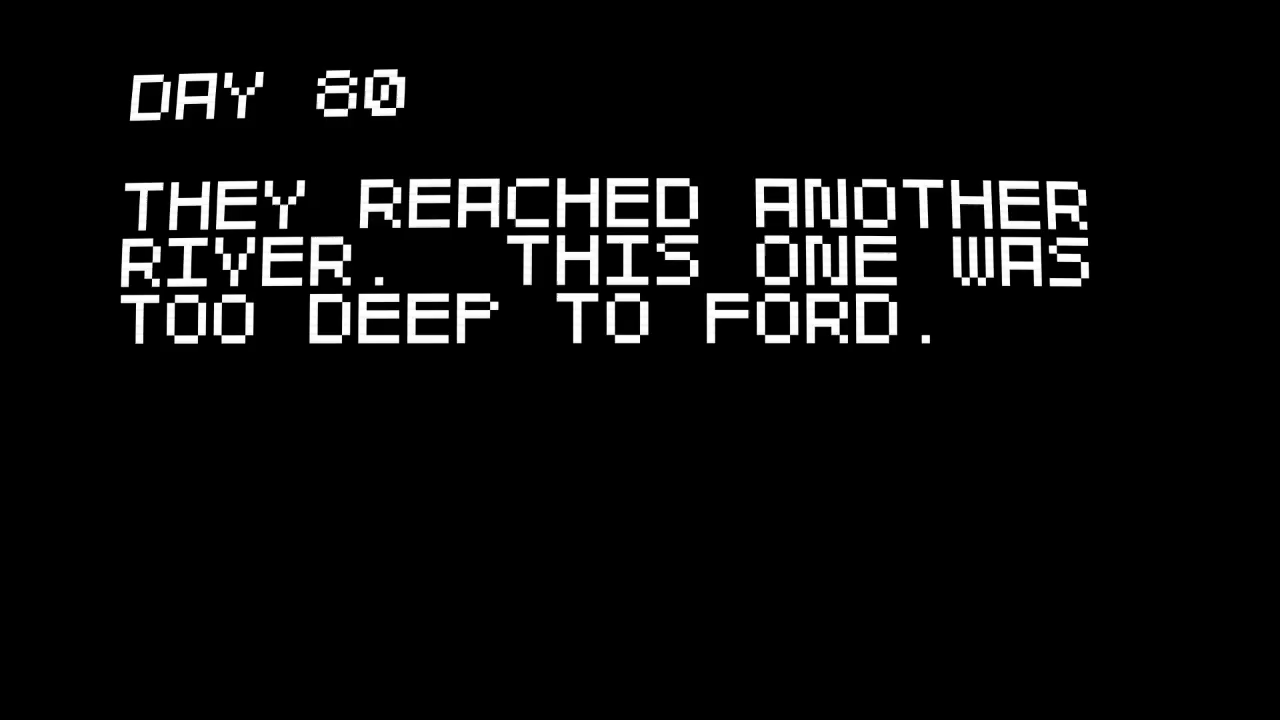 DAY 80
THEY REACHED ANOTHER
RIVER.  THIS ONE WAS
TOO DEEP TO FORD.